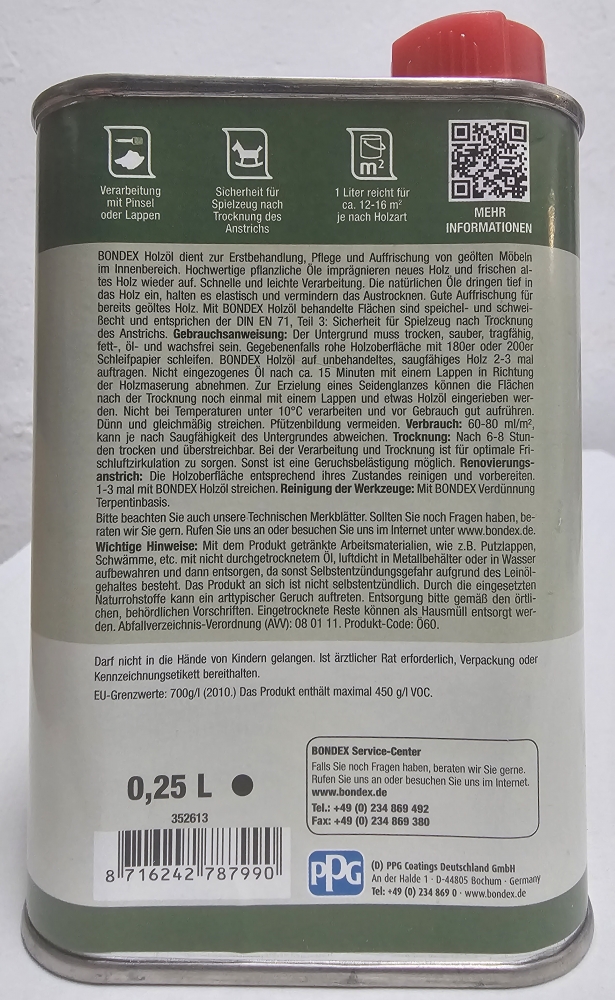 Verarbeitung
mit Pinsel
oder Lappen
Sicherheit für
Spielzeug nach
Trocknung des
Anstrichs
m²
1 Liter reicht für
ca. 12-16 m²
je nach Holzart
MEHR
INFORMATIONEN
BONDEX Holzöl dient zur Erstbehandlung, Pflege und Auffrischung von geölten Möbeln
im Innenbereich. Hochwertige pflanzliche Öle imprägnieren neues Holz und frischen al-
tes Holz wieder auf. Schnelle und leichte Verarbeitung. Die natürlichen Öle dringen tief in
das Holz ein, halten es elastisch und vermindern das Austrocknen. Gute Auffrischung für
bereits geöltes Holz. Mit BONDEX Holzöl behandelte Flächen sind speichel- und schwei-
ßecht und entsprichen der DIN EN 71, Teil 3: Sicherheit für Spielzeug nach Trocknung
des Anstrichs. Gebrauchsanweisung: Der Untergrund muss trocken, sauber, tragfähig,
fett-, öl- und wachsfrei sein. Gegebenenfalls rohe Holzoberfläche mit 180er oder 200er
Schleifpapier schleifen. BONDEX Holzöl auf unbehandeltes, saugfähiges Holz 2-3 mal
auftragen. Nicht eingezogenes Öl nach ca. 15 Minuten mit einem Lappen in Richtung
der Holzmaserung abnehmen. Zur Erzielung eines Seidenglanzes können die Flächen
nach der Trocknung noch einmal mit einem Lappen und etwas Holzöl eingerieben wer-
den. Nicht bei Temperaturen unter 10°C verarbeiten und vor Gebrauch gut aufrühren.
Dünn und gleichmäßig streichen. Pfützenbildung vermeiden. Verbrauch: 60-80 ml/m²,
kann je nach Saugfähigkeit des Untergrundes abweichen. Trocknung: Nach 6-8 Stun-
den trocken und überstreichbar. Bei der Verarbeitung und Trocknung ist für optimale Fri-
schluftzirkulation zu sorgen. Sonst ist eine Geruchsbelästigung möglich. Renovierungs-
anstrich: Die Holzoberfläche entsprechend ihres Zustandes reinigen und vorbereiten.
1-3 mal mit BONDEX Holzöl streichen. Reinigung der Werkzeuge: Mit BONDEX Verdünnung
Terpentinbasis.
Bitte beachten Sie auch unsere Technischen Merkblätter. Sollten Sie noch Fragen haben, be-
raten wir Sie gern. Rufen Sie uns an oder besuchen Sie uns im Internet unter www.bondex.de.
Wichtige Hinweise: Mit dem Produkt getränkte Arbeitsmaterialien, wie z.B. Putzlappen,
Schwämme, etc. mit nicht durchgetrocknetem Öl, luftdicht in Metallbehälter oder in Wasser
aufbewahren und dann entsorgen, da sonst Selbstentzündungsgefahr aufgrund des Leinöl-
gehaltes besteht. Das Produkt an sich ist nicht selbstentzündlich. Durch die eingesetzten
Naturrohstoffe kann ein arttypischer Geruch auftreten. Entsorgung bitte gemäß den örtli-
chen, behördlichen Vorschriften. Eingetrocknete Reste können als Hausmüll entsorgt wer-
den. Abfallverzeichnis-Verordnung (AVV): 08 01 11. Produkt-Code: Ö60.
Darf nicht in die Hände von Kindern gelangen. Ist ärztlicher Rat erforderlich, Verpackung oder
Kennzeichnungsetikett bereithalten.
EU-Grenzwerte: 700g/l (2010.) Das Produkt enthält maximal 450 g/l VOC.
0,25 L
352613
8 716242 787990
BONDEX Service-Center
Falls Sie noch Fragen haben, beraten wir Sie gerne.
Rufen Sie uns an oder besuchen Sie uns im Internet.
www.bondex.de
Tel.: +49 (0) 234 869 492
Fax: +49 (0) 234 869 380
PPG
(D) PPG Coatings Deutschland GmbH
An der Halde 1 · D-44805 Bochum · Germany
Tel: +49 (0) 234 869 0 · www.bondex.de